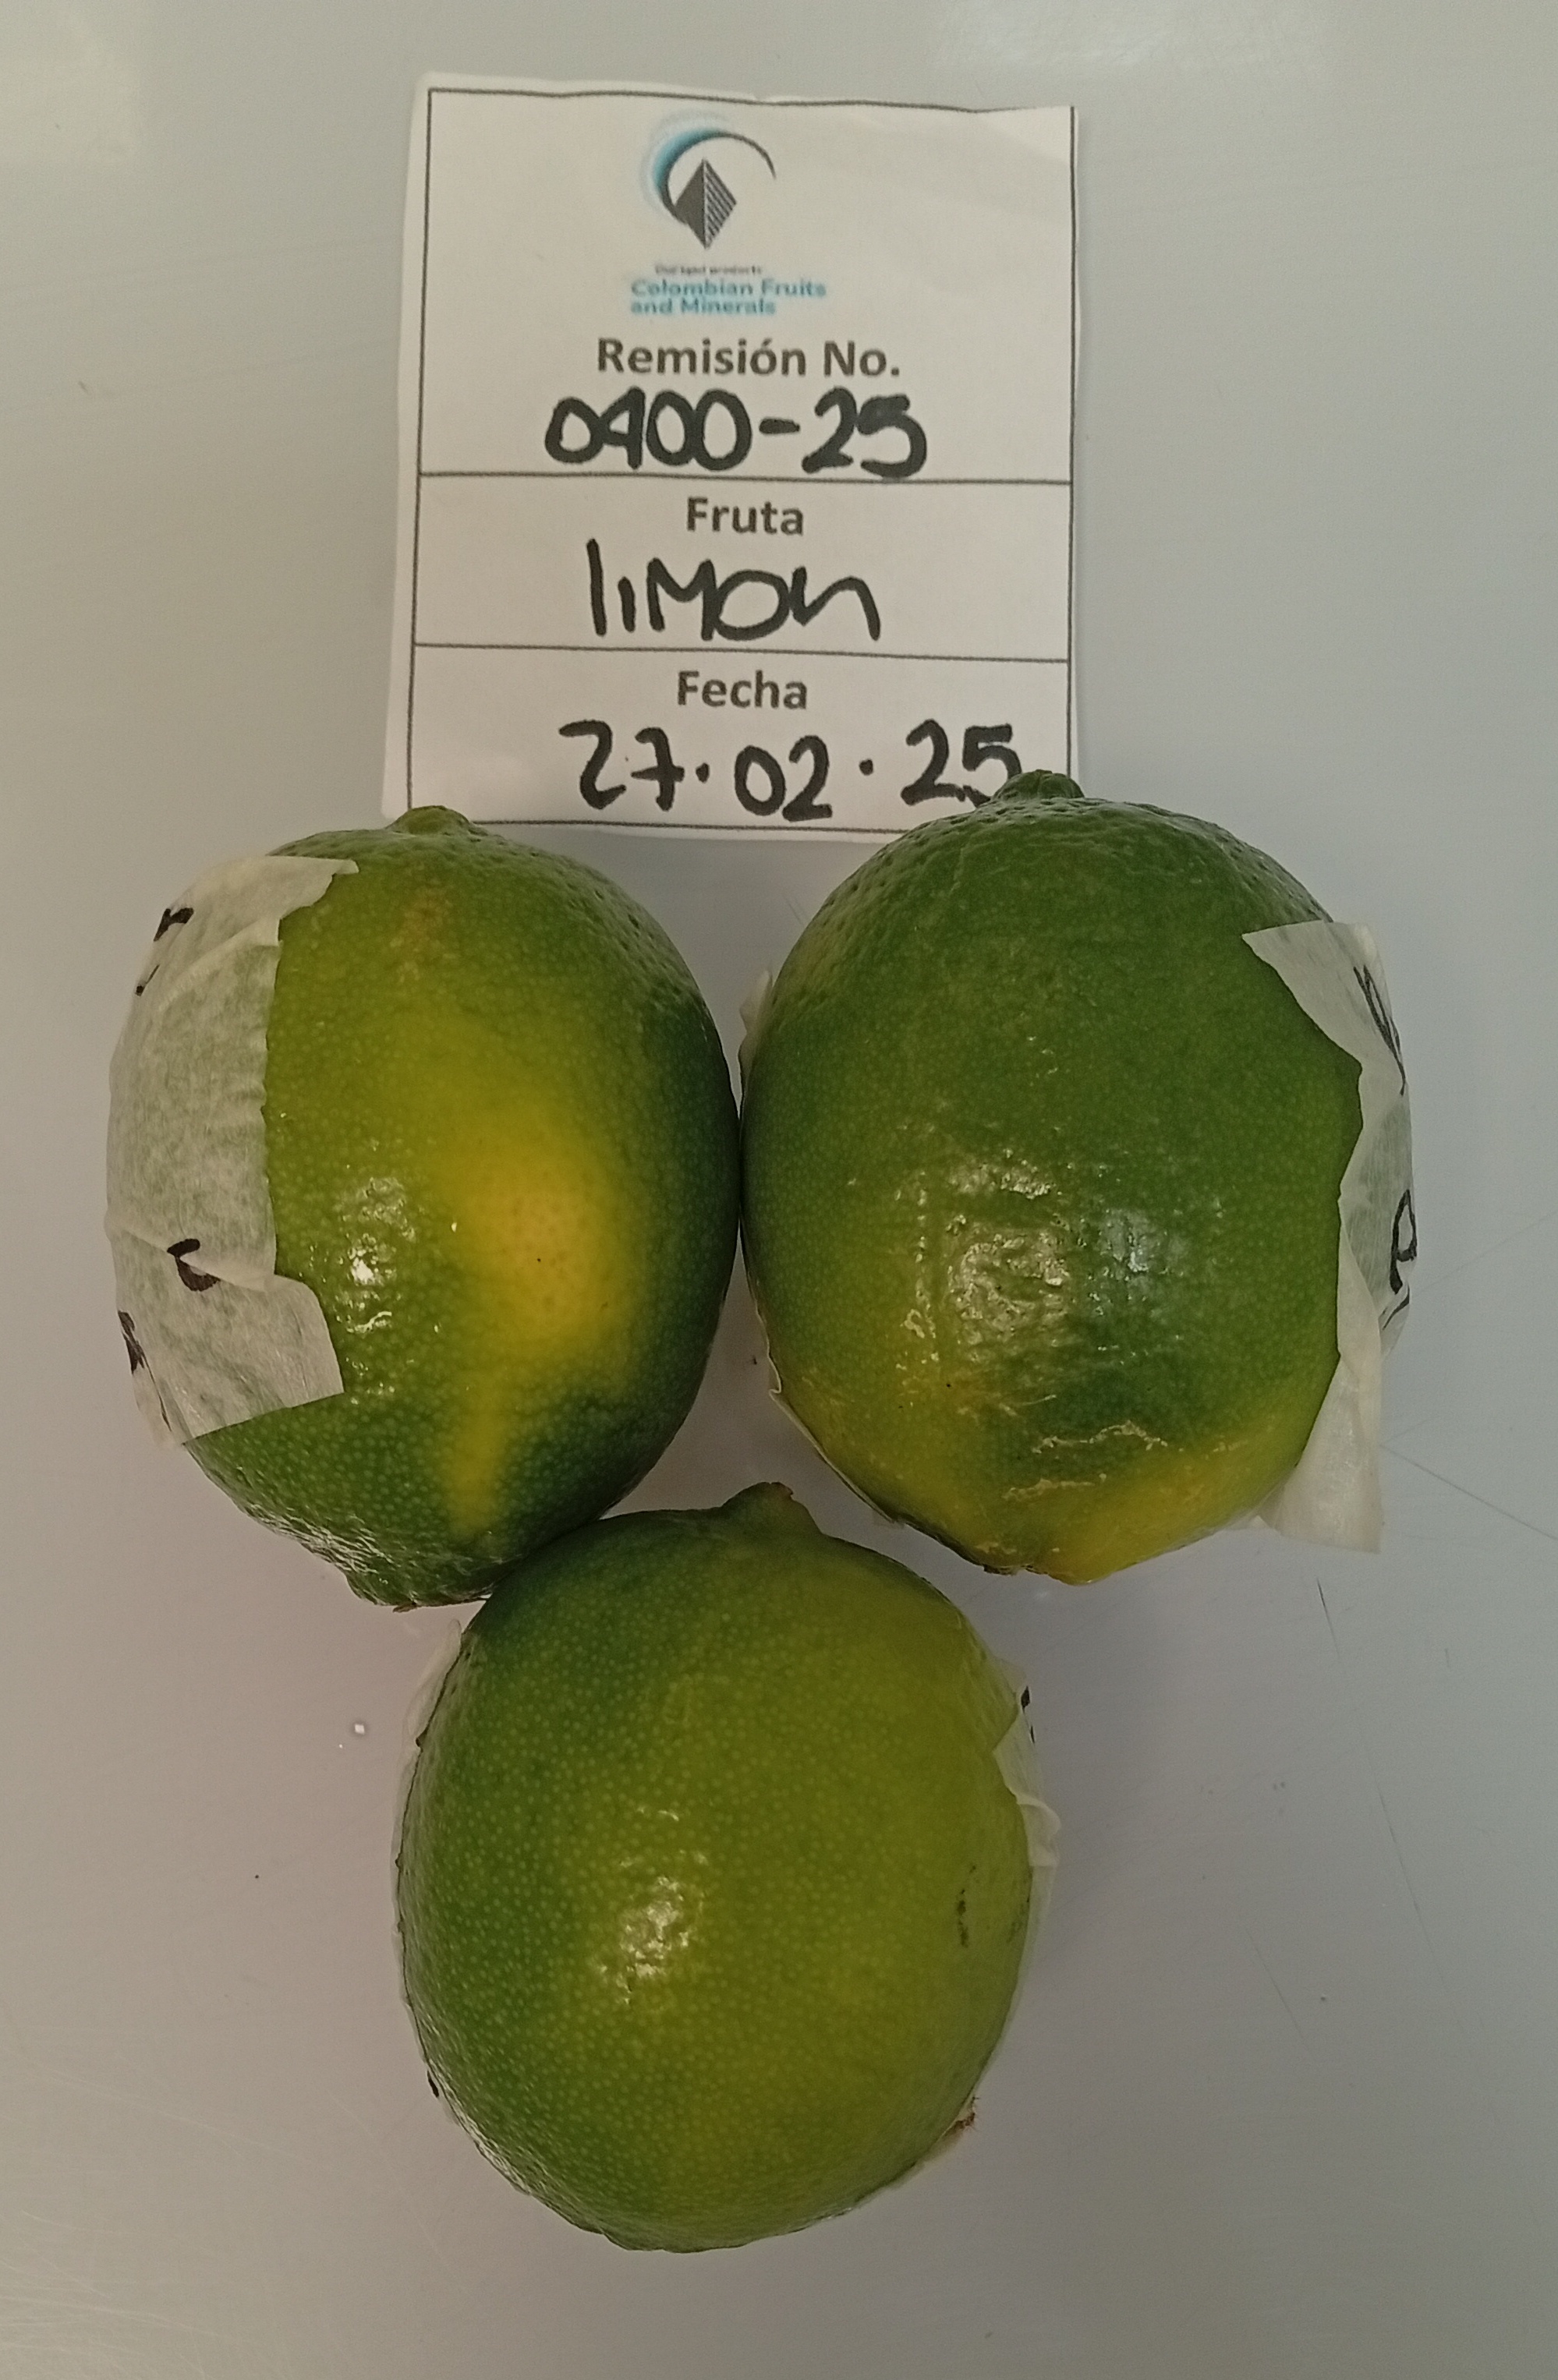 Colombian Fruits
and Minerals
Remisión No.
0400-25
Fruta
limon
Fecha
27.02.25